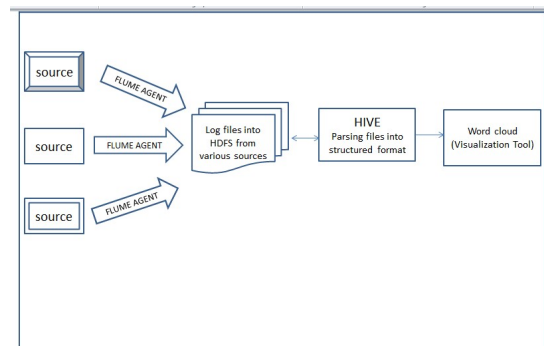 source
FLUME AGENT
source
FLUME AGENT
source
FLUME AGENT
Log files into
HDFS from
various sources
HIVE
Parsing files into
structured format
Word cloud
(Visualization Tool)